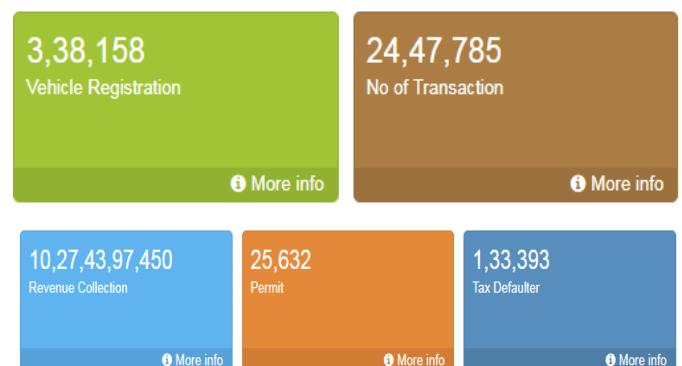 3,38,158
Vehicle Registration
More info
24,47,785
No of Transaction
More info
10,27,43,97,450
Revenue Collection
More info
25,632
Permit
More info
1,33,393
Tax Defaulter
More info